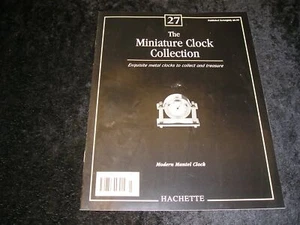 27
The
Miniature Clock
Collection
Exquisite metal clocks to collect and treasure
Modern Mantel Clock
HACHETTE